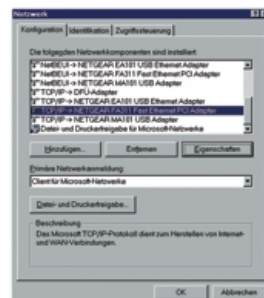 Netzwerk
Konfiguration Identifikation Zugriffssteuerung
Die folgenden Netzwerkkomponenten sind installiert:
NetBEUI -> NETGEAR EA101 USB Ethernet Adapter
NetBEUI -> NETGEAR FA311 Fast Ethernet PCI Adapter
NetBEUI -> NETGEAR MA101 USB Adapter
TCP/IP -> DFÜ-Adapter
TCP/IP -> NETGEAR EA101 USB Ethernet Adapter
TCP/IP -> NETGEAR FA311 Fast Ethernet PCI Adapter
TCP/IP -> NETGEAR MA101 USB Adapter
Datei- und Druckerfreigabe für Microsoft-Netzwerke
Hinzufügen... Entfernen Eigenschaften
Primäre Netzwerkanmeldung:
Client für Microsoft-Netzwerke
Datei- und Druckerfreigabe...
Beschreibung
Das Microsoft TCP/IP-Protokoll dient zum Herstellen von Internet-
und WAN-Verbindungen.
OK Abbrechen